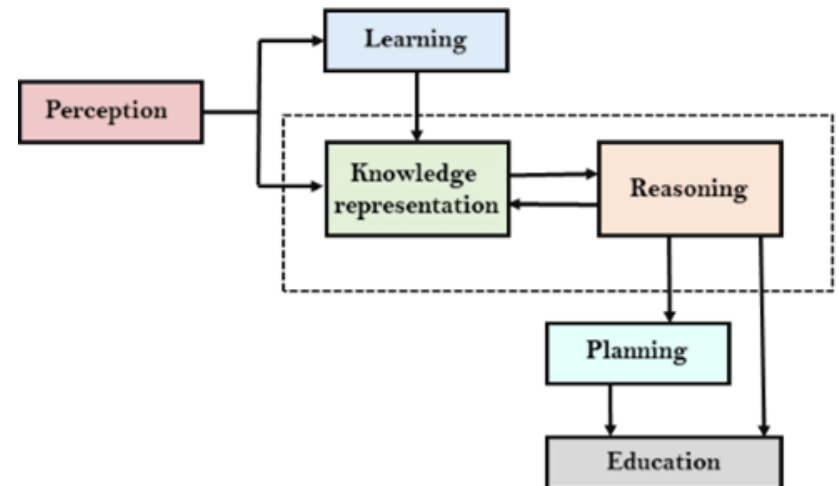 Learning
Perception
Knowledge
representation
Reasoning
Planning
Education